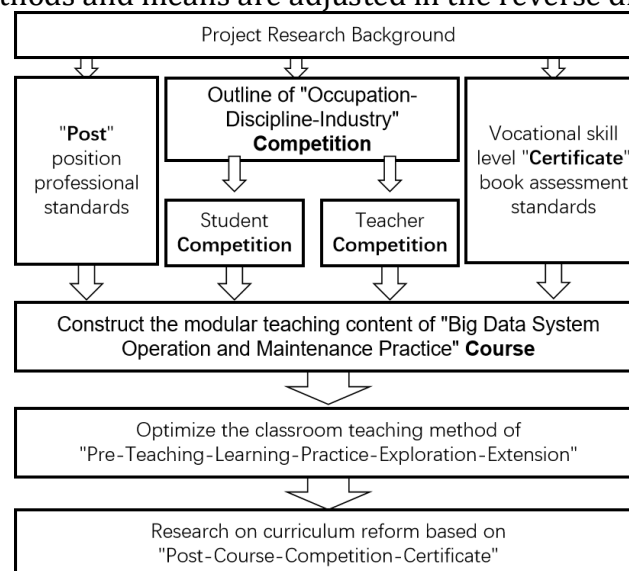 thods and means are adjusted in the reverse di
Project Research Background
"Post"
position
professional
standards
Outline of "Occupation-
Discipline-Industry"
Competition
Student
Competition
Teacher
Competition
Vocational skill
level "Certificate"
book assessment
standards
Construct the modular teaching content of "Big Data System
Operation and Maintenance Practice" Course
Optimize the classroom teaching method of
"Pre-Teaching-Learning-Practice-Exploration-Extension"
Research on curriculum reform based on
"Post-Course-Competition-Certificate"